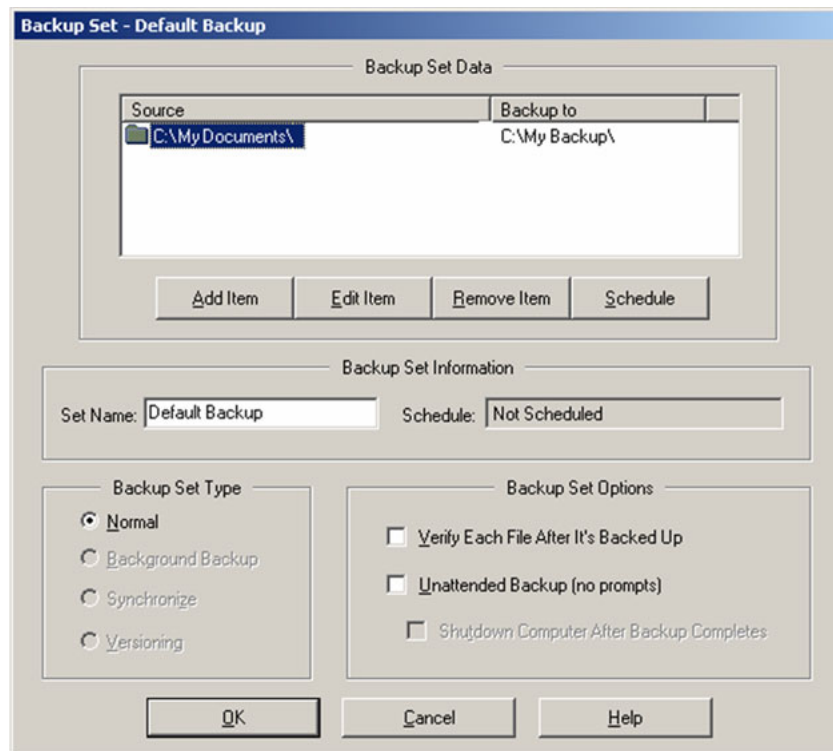 Backup Set - Default Backup
Backup Set Data
Source Backup to
C:\My Documents\ C:\My Backup\
Add Item Edit Item Remove Item Schedule
Backup Set Information
Set Name: Default Backup Schedule: Not Scheduled
Backup Set Type
Normal
Background Backup
Synchronize
Versioning
Backup Set Options
Verify Each File After It's Backed Up
Unattended Backup (no prompts)
Shutdown Computer After Backup Completes
OK Cancel Help